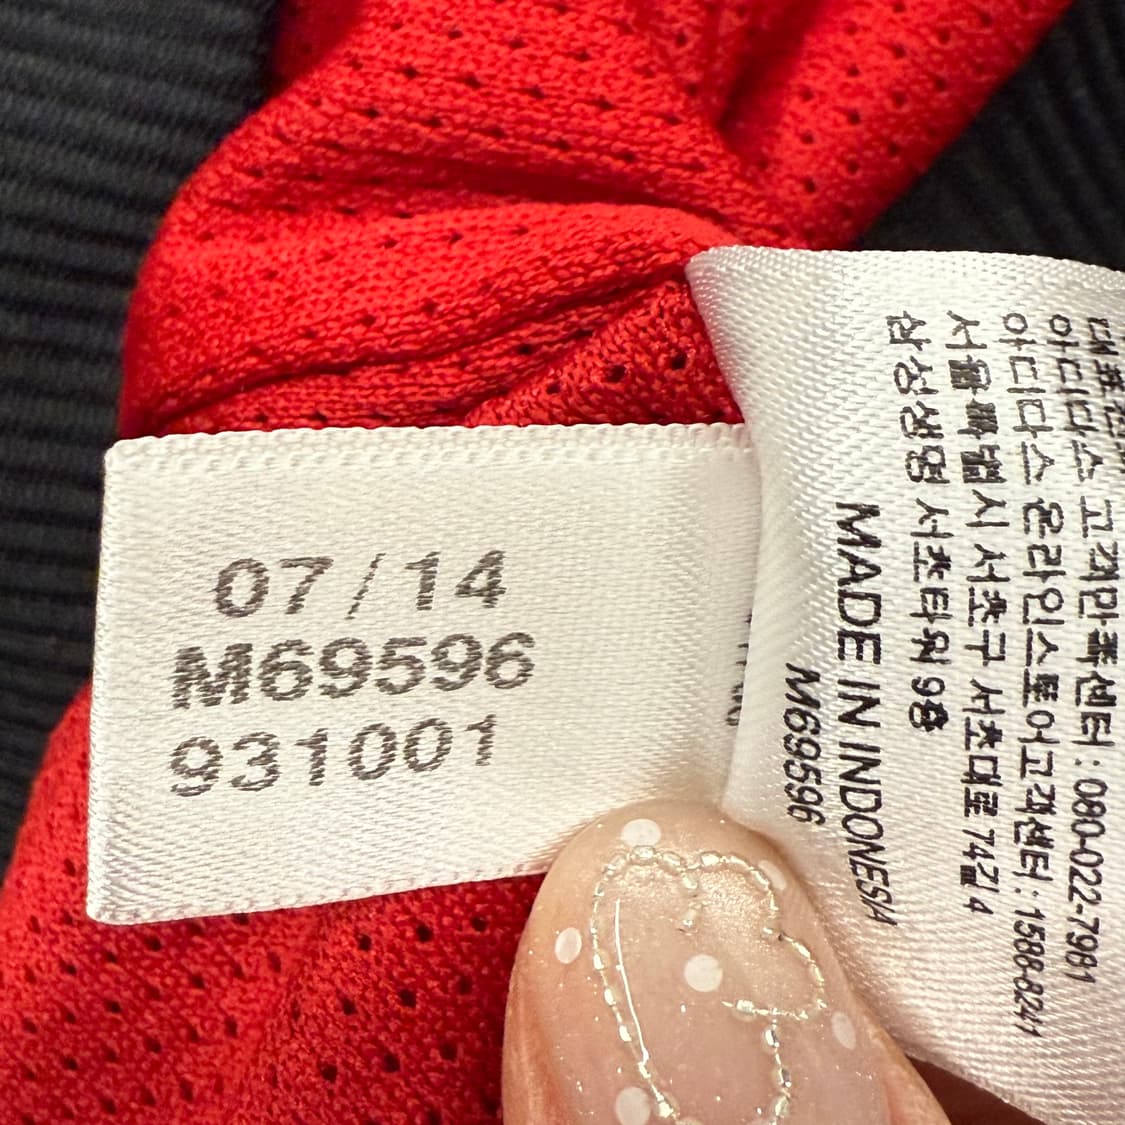 07/14
M69596
931001
아디다스 고객만족센터 : 080-022-7981
아디다스 온라인스토어고객센터 : 1588-8241
서울특별시 서초구 서초대로 74길 4
삼성생명 서초타워 9층
MADE IN INDONESIA
M69596